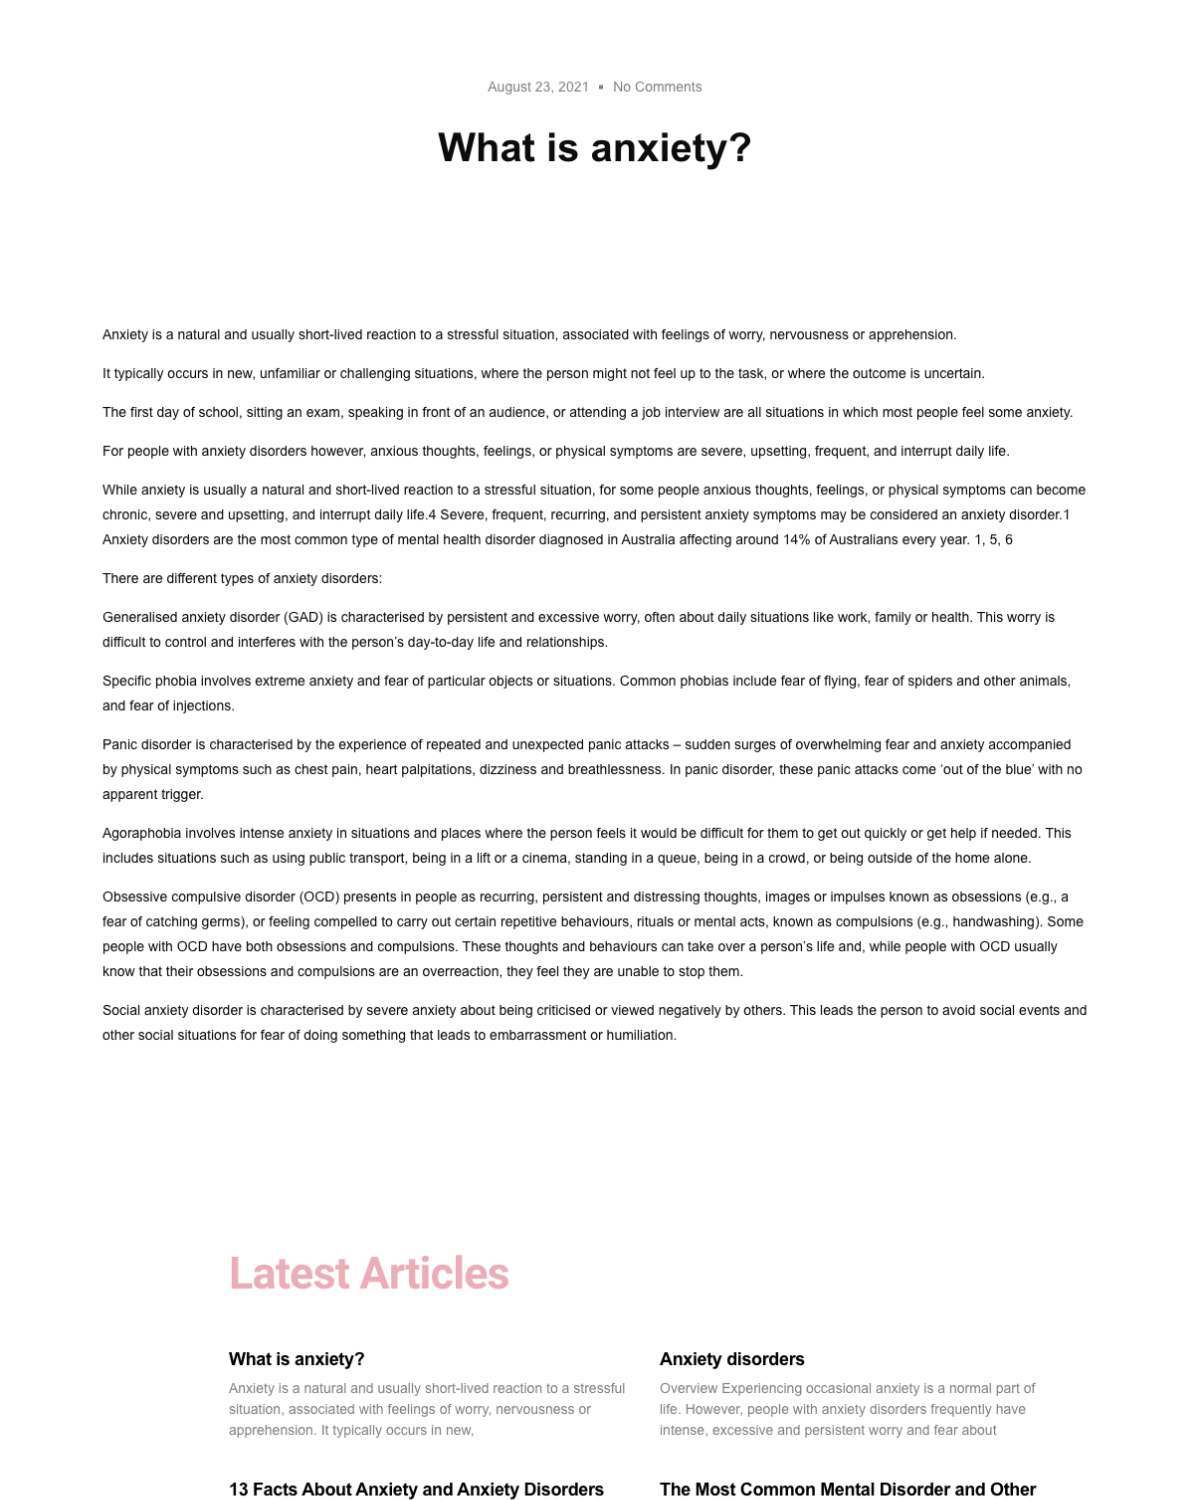 August 23, 2021 ▪ No Comments
What is anxiety?
Anxiety is a natural and usually short-lived reaction to a stressful situation, associated with feelings of worry, nervousness or apprehension.
It typically occurs in new, unfamiliar or challenging situations, where the person might not feel up to the task, or where the outcome is uncertain.
The first day of school, sitting an exam, speaking in front of an audience, or attending a job interview are all situations in which most people feel some anxiety.
For people with anxiety disorders however, anxious thoughts, feelings, or physical symptoms are severe, upsetting, frequent, and interrupt daily life.
While anxiety is usually a natural and short-lived reaction to a stressful situation, for some people anxious thoughts, feelings, or physical symptoms can become
chronic, severe and upsetting, and interrupt daily life.4 Severe, frequent, recurring, and persistent anxiety symptoms may be considered an anxiety disorder.1
Anxiety disorders are the most common type of mental health disorder diagnosed in Australia affecting around 14% of Australians every year. 1, 5, 6
There are different types of anxiety disorders:
Generalised anxiety disorder (GAD) is characterised by persistent and excessive worry, often about daily situations like work, family or health. This worry is
difficult to control and interferes with the person’s day-to-day life and relationships.
Specific phobia involves extreme anxiety and fear of particular objects or situations. Common phobias include fear of flying, fear of spiders and other animals,
and fear of injections.
Panic disorder is characterised by the experience of repeated and unexpected panic attacks – sudden surges of overwhelming fear and anxiety accompanied
by physical symptoms such as chest pain, heart palpitations, dizziness and breathlessness. In panic disorder, these panic attacks come ‘out of the blue’ with no
apparent trigger.
Agoraphobia involves intense anxiety in situations and places where the person feels it would be difficult for them to get out quickly or get help if needed. This
includes situations such as using public transport, being in a lift or a cinema, standing in a queue, being in a crowd, or being outside of the home alone.
Obsessive compulsive disorder (OCD) presents in people as recurring, persistent and distressing thoughts, images or impulses known as obsessions (e.g., a
fear of catching germs), or feeling compelled to carry out certain repetitive behaviours, rituals or mental acts, known as compulsions (e.g., handwashing). Some
people with OCD have both obsessions and compulsions. These thoughts and behaviours can take over a person’s life and, while people with OCD usually
know that their obsessions and compulsions are an overreaction, they feel they are unable to stop them.
Social anxiety disorder is characterised by severe anxiety about being criticised or viewed negatively by others. This leads the person to avoid social events and
other social situations for fear of doing something that leads to embarrassment or humiliation.
Latest Articles
What is anxiety?
Anxiety is a natural and usually short-lived reaction to a stressful
situation, associated with feelings of worry, nervousness or
apprehension. It typically occurs in new,
Anxiety disorders
Overview Experiencing occasional anxiety is a normal part of
life. However, people with anxiety disorders frequently have
intense, excessive and persistent worry and fear about
13 Facts About Anxiety and Anxiety Disorders
The Most Common Mental Disorder and Other